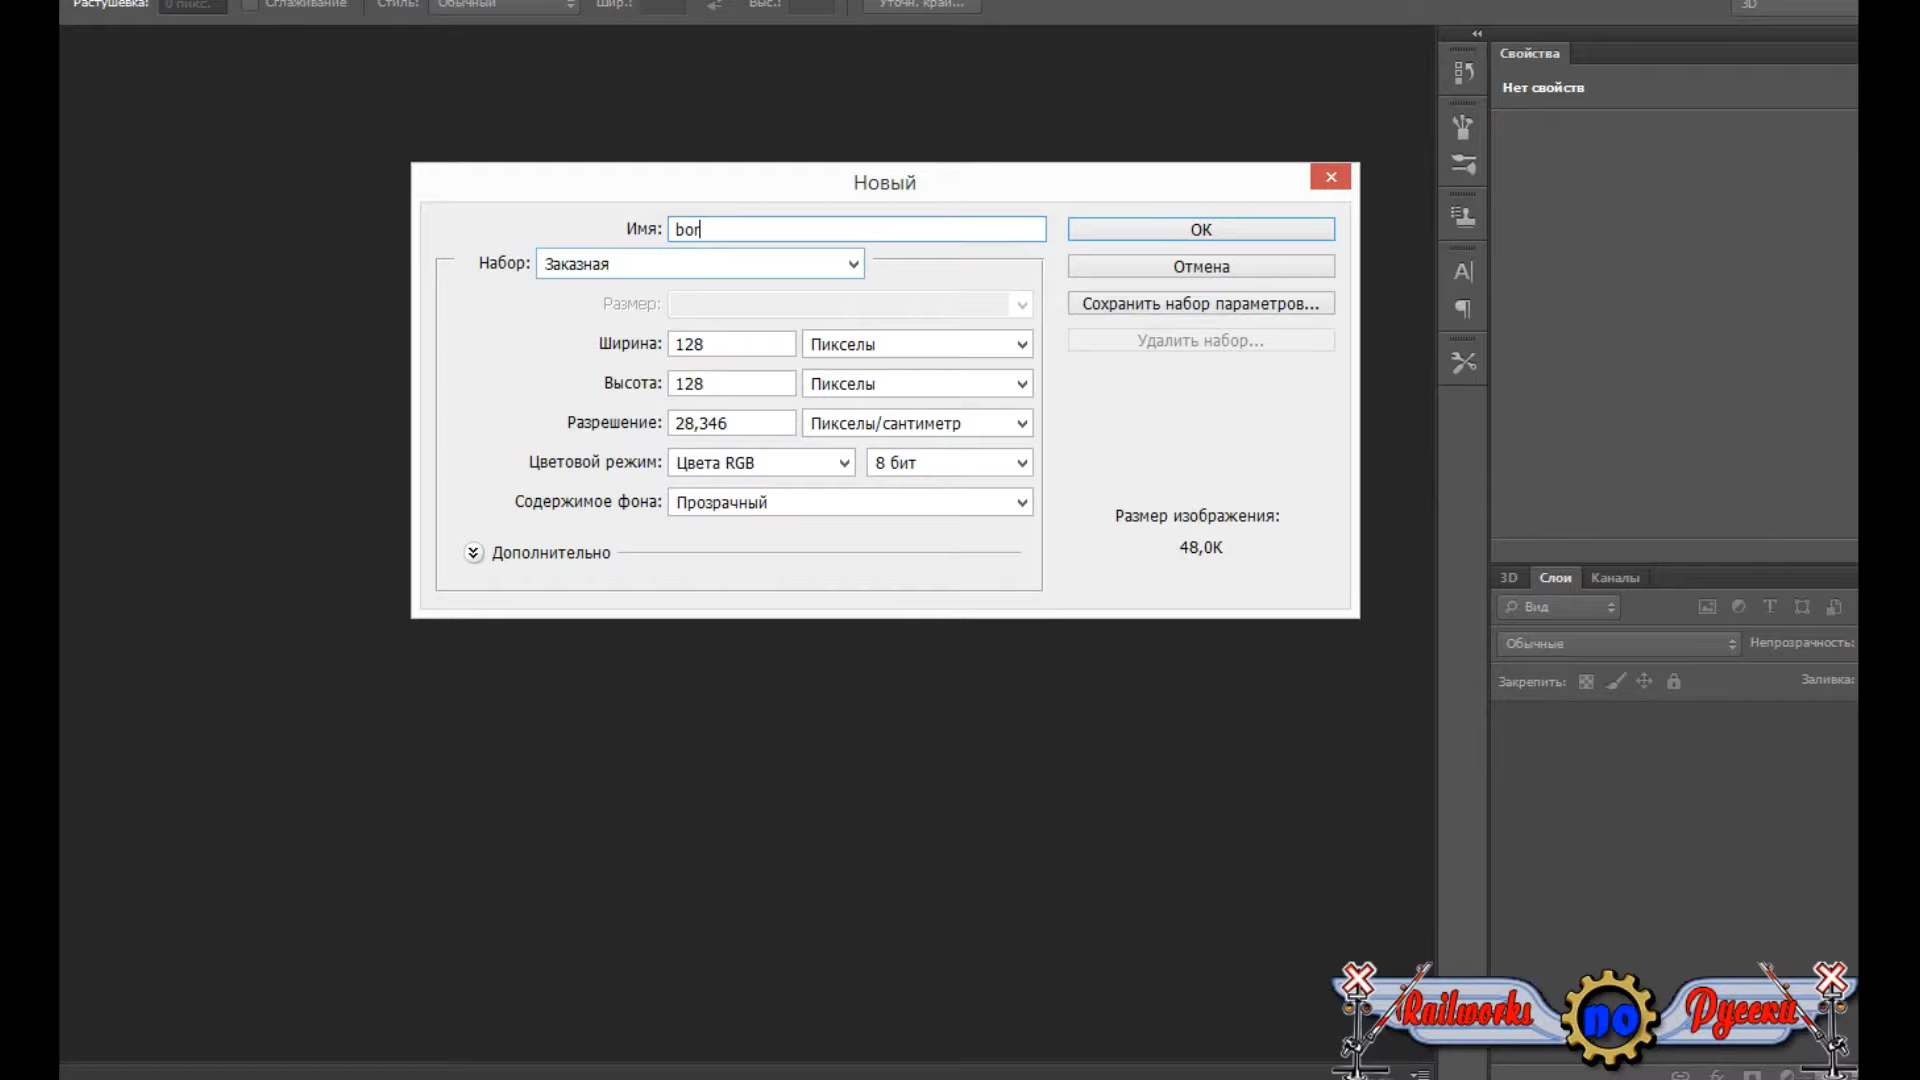 Растушевка: 0 пикс. Сглаживание Стиль: Обычный Шир.: Выс.: Уточн. край... 3D
Свойства
Нет свойств
Новый
Имя: bor
OK
Набор: Заказная
Отмена
Размер:
Сохранить набор параметров...
Ширина: 128 Пикселы
Удалить набор...
Высота: 128 Пикселы
Разрешение: 28,346 Пикселы/сантиметр
Цветовой режим: Цвета RGB 8 бит
Содержимое фона: Прозрачный
Размер изображения:
48,0K
Дополнительно
3D Слои Каналы
Вид
Обычные Непрозрачность:
Закрепить: Заливка:
Railworks по Русски